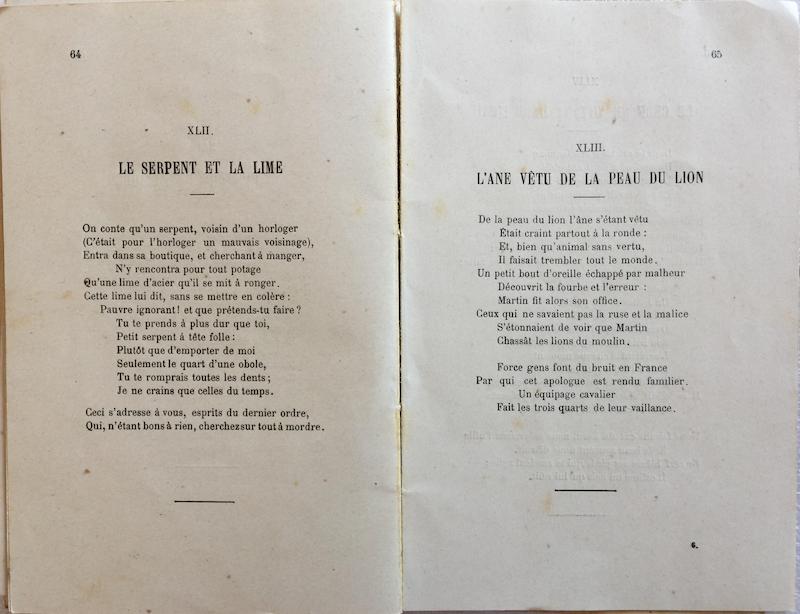 64
XLII.
LE SERPENT ET LA LIME
On conte qu'un serpent, voisin d'un horloger
(C'était pour l'horloger un mauvais voisinage),
Entra dans sa boutique, et cherchant à manger,
N'y rencontra pour tout potage
Qu'une lime d'acier qu'il se mit à ronger.
Cette lime lui dit, sans se mettre en colère :
Pauvre ignorant ! et que prétends-tu faire ?
Tu te prends à plus dur que toi,
Petit serpent à tête folle :
Plutôt que d'emporter de moi
Seulement le quart d'une obole,
Tu te romprais toutes les dents ;
Je ne crains que celles du temps.
Ceci s'adresse à vous, esprits du dernier ordre,
Qui, n'étant bons à rien, cherchez sur tout à mordre.
65
XLIII.
L'ANE VÊTU DE LA PEAU DU LION
De la peau du lion l'âne s'étant vêtu
Était craint partout à la ronde :
Et, bien qu'animal sans vertu,
Il faisait trembler tout le monde.
Un petit bout d'oreille échappé par malheur
Découvrit la fourbe et l'erreur :
Martin fit alors son office.
Ceux qui ne savaient pas la ruse et la malice
S'étonnaient de voir que Martin
Chassât les lions du moulin.
Force gens font du bruit en France
Par qui cet apologue est rendu familier.
Un équipage cavalier
Fait les trois quarts de leur vaillance.
6.